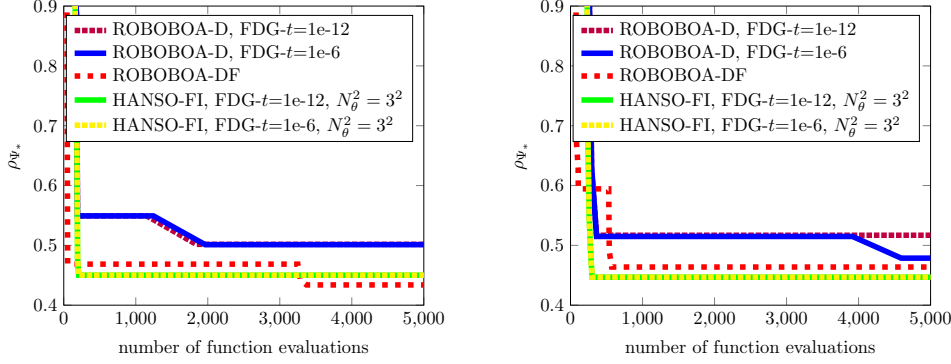 0.9
0.8
0.7
0.6
0.5
0.4
ρΨ*
ROBOBOA-D, FDG-t=1e-12
ROBOBOA-D, FDG-t=1e-6
ROBOBOA-DF
HANSO-FI, FDG-t=1e-12, N_θ^2 = 3^2
HANSO-FI, FDG-t=1e-6, N_θ^2 = 3^2
0 1,000 2,000 3,000 4,000 5,000
number of function evaluations
0.9
0.8
0.7
0.6
0.5
0.4
ρΨ*
ROBOBOA-D, FDG-t=1e-12
ROBOBOA-D, FDG-t=1e-6
ROBOBOA-DF
HANSO-FI, FDG-t=1e-12, N_θ^2 = 3^2
HANSO-FI, FDG-t=1e-6, N_θ^2 = 3^2
0 1,000 2,000 3,000 4,000 5,000
number of function evaluations